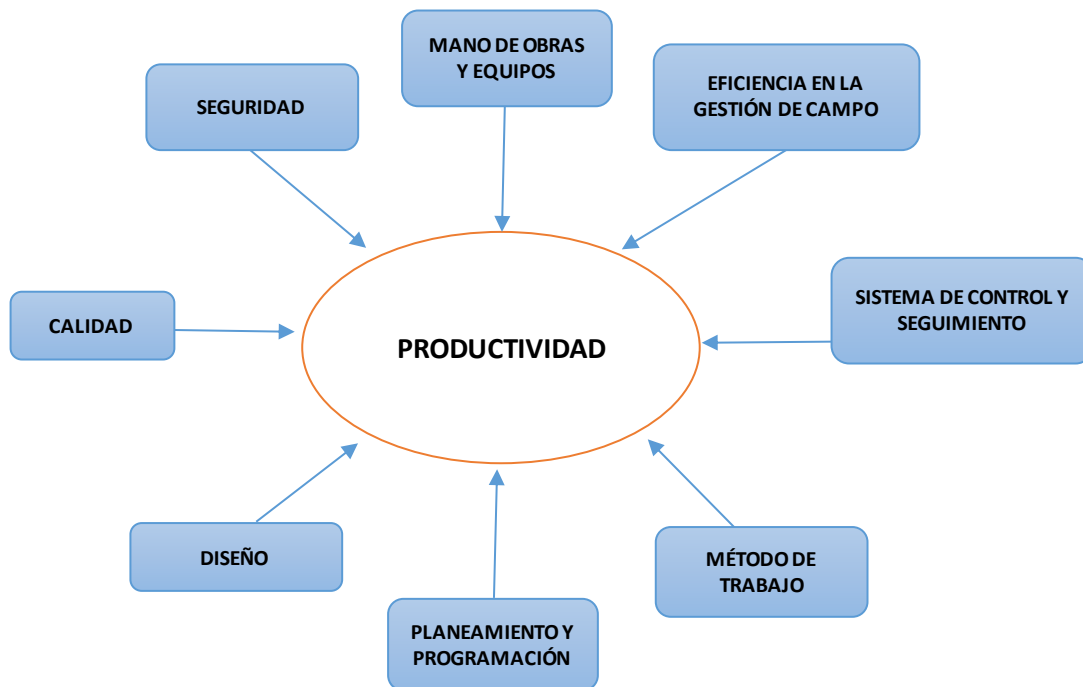 MANO DE OBRAS
Y EQUIPOS
SEGURIDAD
EFICIENCIA EN LA
GESTIÓN DE CAMPO
CALIDAD
PRODUCTIVIDAD
SISTEMA DE CONTROL Y
SEGUIMIENTO
DISEÑO
PLANEAMIENTO Y
PROGRAMACIÓN
MÉTODO DE
TRABAJO